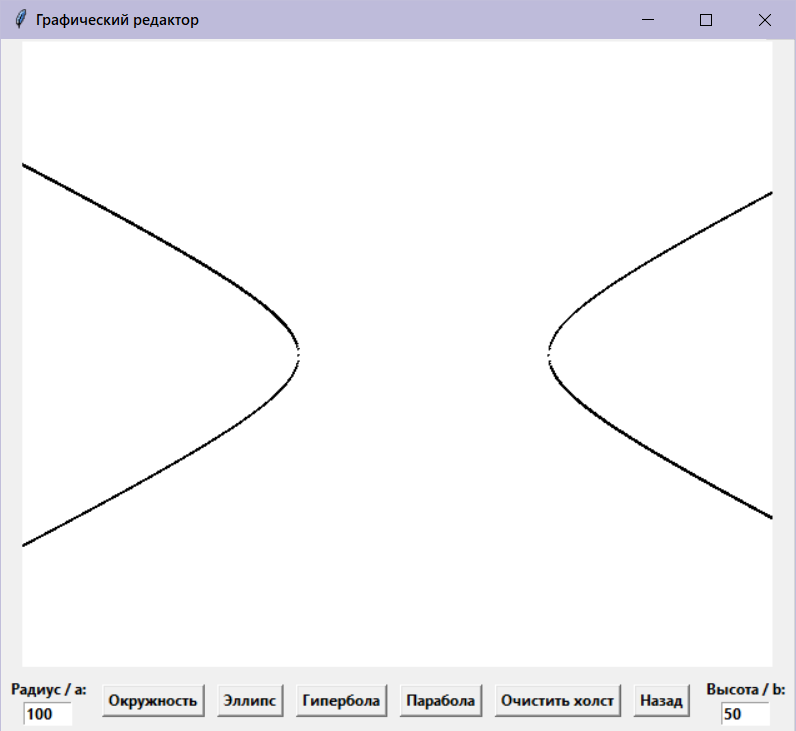 Графический редактор
Радиус / a:
100
Окружность
Эллипс
Гипербола
Парабола
Очистить холст
Назад
Высота / b:
50